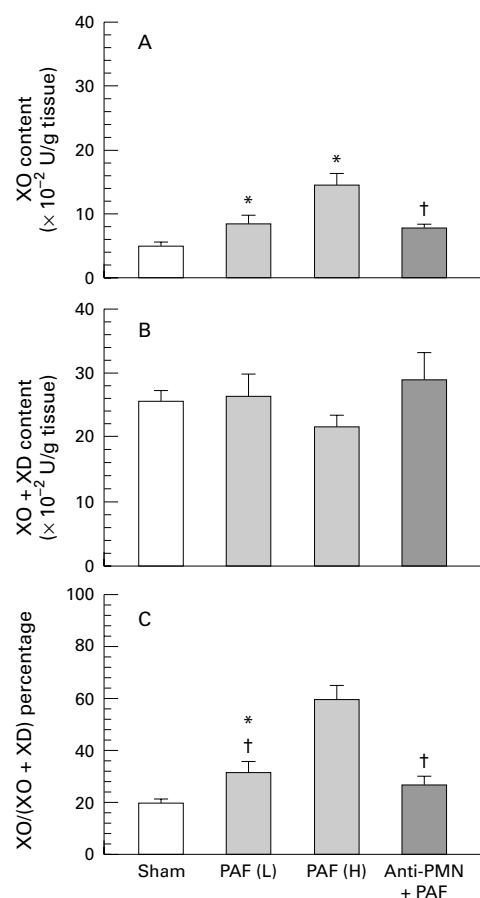 A
XO content
(× 10⁻² U/g tissue)
40
30
20
10
0
*
*
†
B
XO + XD content
(× 10⁻² U/g tissue)
40
30
20
10
0
C
XO/(XO + XD) percentage
100
80
60
40
20
0
*
†
†
Sham PAF (L) PAF (H) Anti-PMN
+ PAF